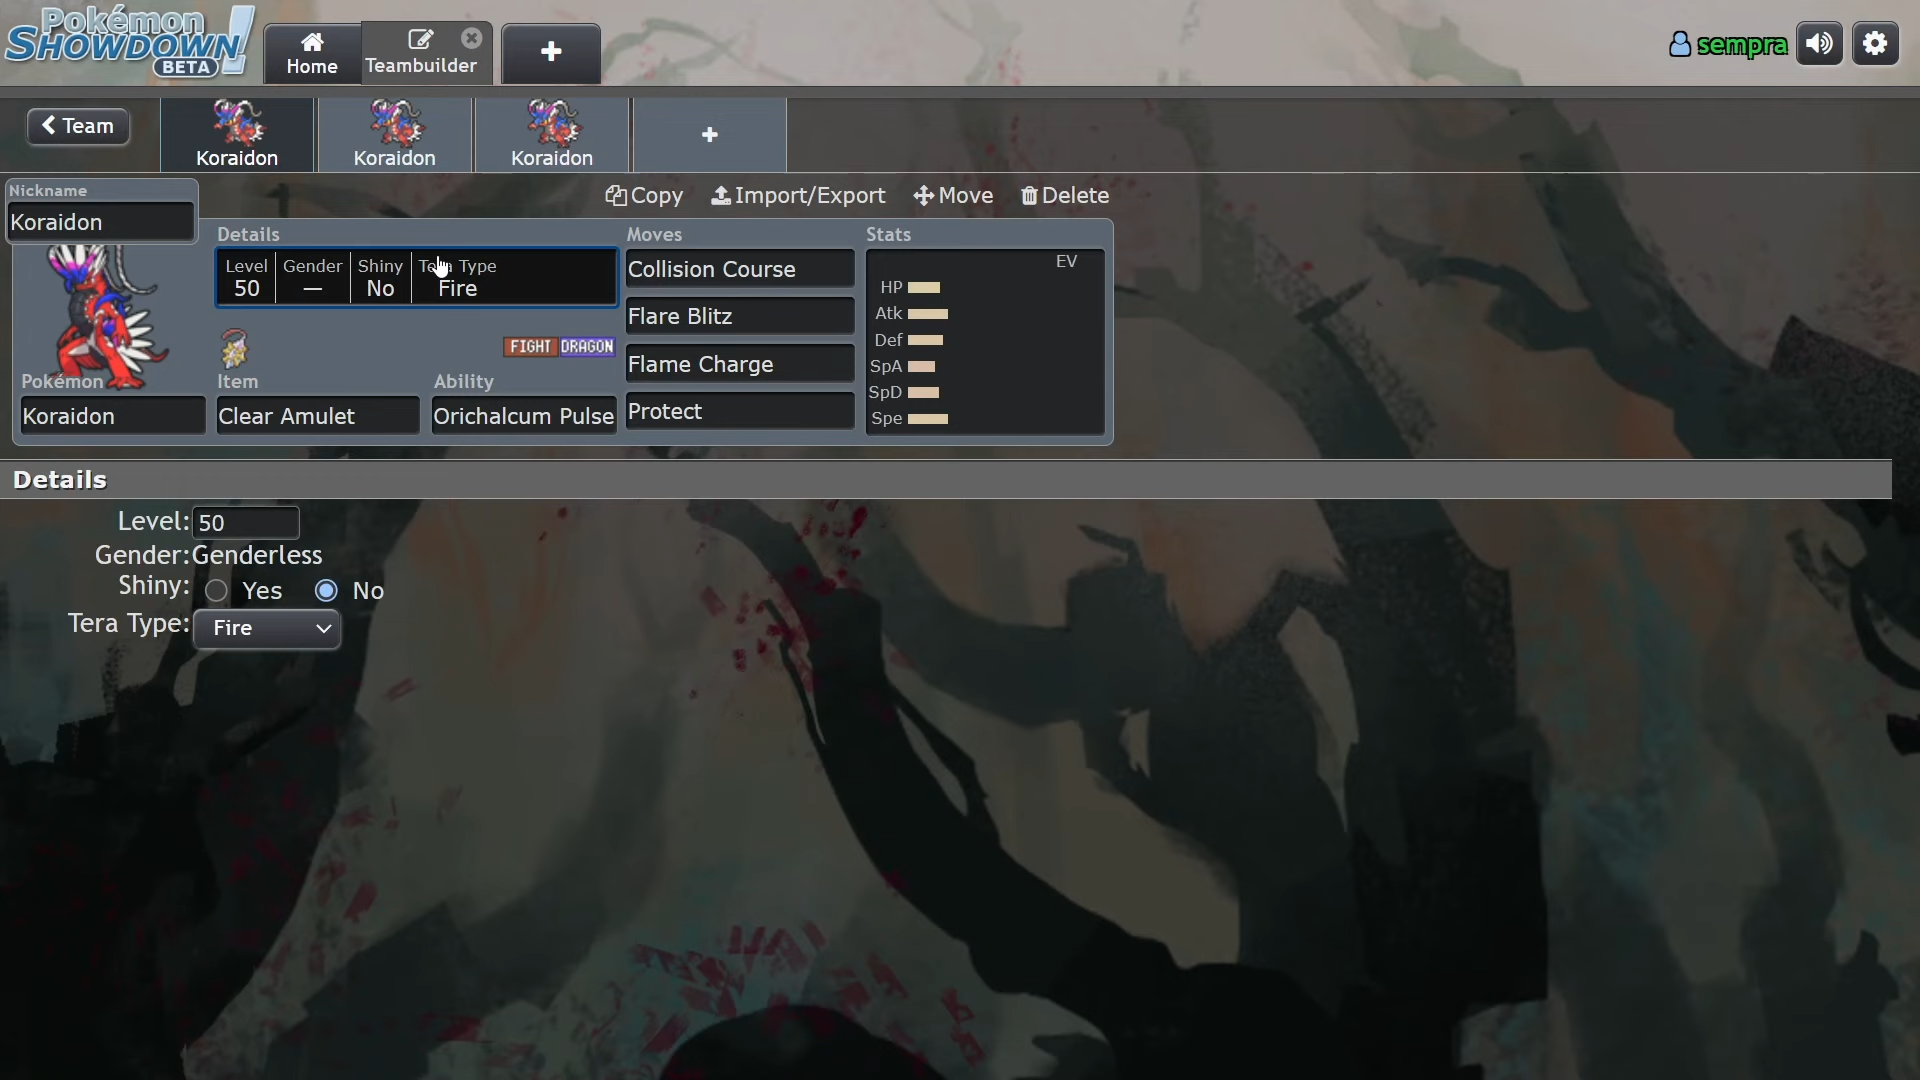 Pokémon
SHOWDOWN!
BETA
Home
Teambuilder
+
sempra
Team
Koraidon
Koraidon
Koraidon
+
Nickname
Koraidon
Copy
Import/Export
Move
Delete
Details
Level
Gender
Shiny
Tera Type
50
—
No
Fire
FIGHT
DRAGON
Pokémon
Koraidon
Item
Clear Amulet
Ability
Orichalcum Pulse
Moves
Collision Course
Flare Blitz
Flame Charge
Protect
Stats
EV
HP
Atk
Def
SpA
SpD
Spe
Details
Level: 50
Gender: Genderless
Shiny: Yes No
Tera Type: Fire